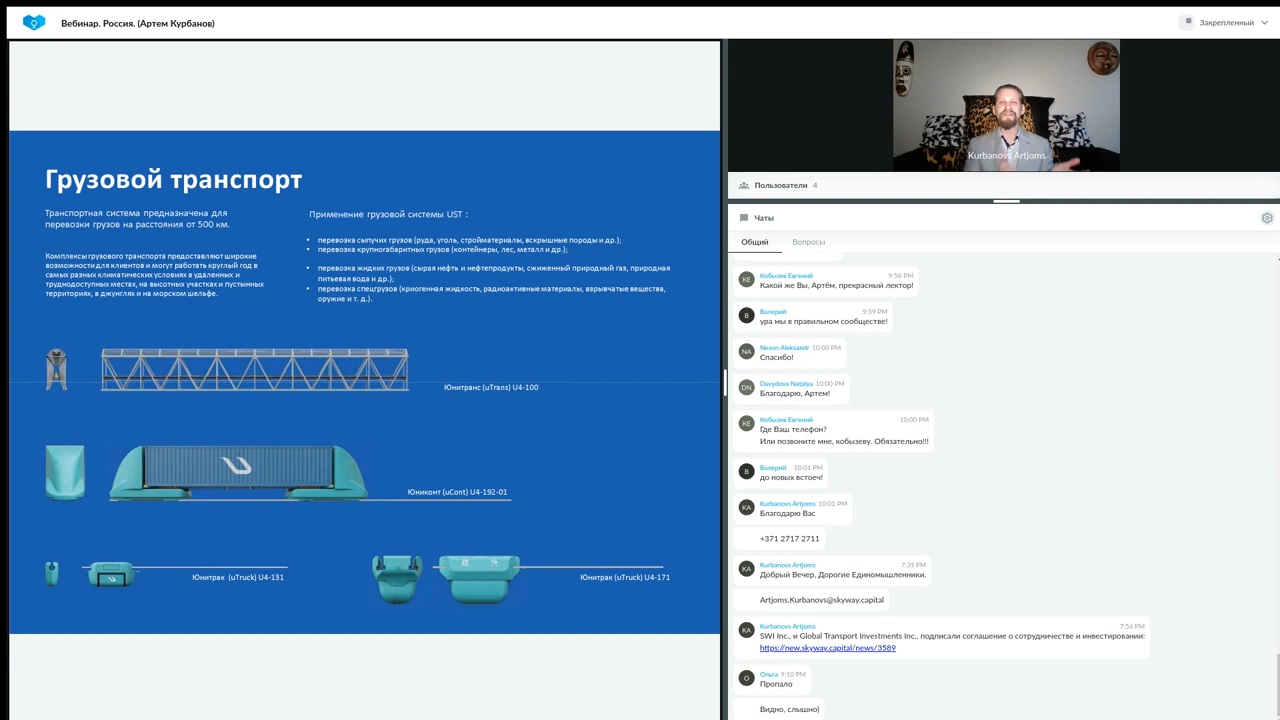 Вебинар. Россия. (Артем Курбанов)
Закрепленный
Грузовой транспорт
Транспортная система предназначена для
перевозки грузов на расстояния от 500 км.
Комплексы грузового транспорта предоставляют широкие
возможности для клиентов и могут работать круглый год в
самых разных климатических условиях в удаленных и
труднодоступных местах, на высотных участках и пустынных
территориях, в джунглях и на морском шельфе.
Применение грузовой системы UST :
• перевозка сыпучих грузов (руда, уголь, стройматериалы, вскрышные породы и др.);
• перевозка крупногабаритных грузов (контейнеры, лес, металл и др.);
• перевозка жидких грузов (сырая нефть и нефтепродукты, сжиженный природный газ, природная
питьевая вода и др.);
• перевозка спецгрузов (криогенная жидкость, радиоактивные материалы, взрывчатые вещества,
оружие и т. д.).
Юнитранс (uTrans) U4-100
Юниконт (uCont) U4-192-01
Юнитрак (uTruck) U4-131
Юнитрак (uTruck) U4-171
Kurbanovs Artjoms
Пользователи 4
Чаты
Общий
Вопросы
KE
Кобызев Евгений 9:58 PM
Какой же Вы, Артём, прекрасный лектор!
В
Валерий 9:59 PM
ура мы в правильном сообществе!
NA
Neson Aleksandr 10:00 PM
Спасибо!
DN
Davydova Natalya 10:00 PM
Благодарю, Артем!
KE
Кобызев Евгений 10:00 PM
Где Ваш телефон?
Или позвоните мне, кобызеву. Обязательно!!!
В
Валерий 10:01 PM
до новых встоеч!
KA
Kurbanovs Artjoms 10:01 PM
Благодарю Вас
+371 2717 2711
KA
Kurbanovs Artjoms 7:39 PM
Добрый Вечер, Дорогие Единомышленники.
Artjoms.Kurbanovs@skyway.capital
KA
Kurbanovs Artjoms 7:56 PM
SWI Inc., и Global Transport Investments Inc., подписали соглашение о сотрудничестве и инвестировании:
https://new.skyway.capital/news/3589
О
Ольга 9:10 PM
Пропало
Видно, слышно)